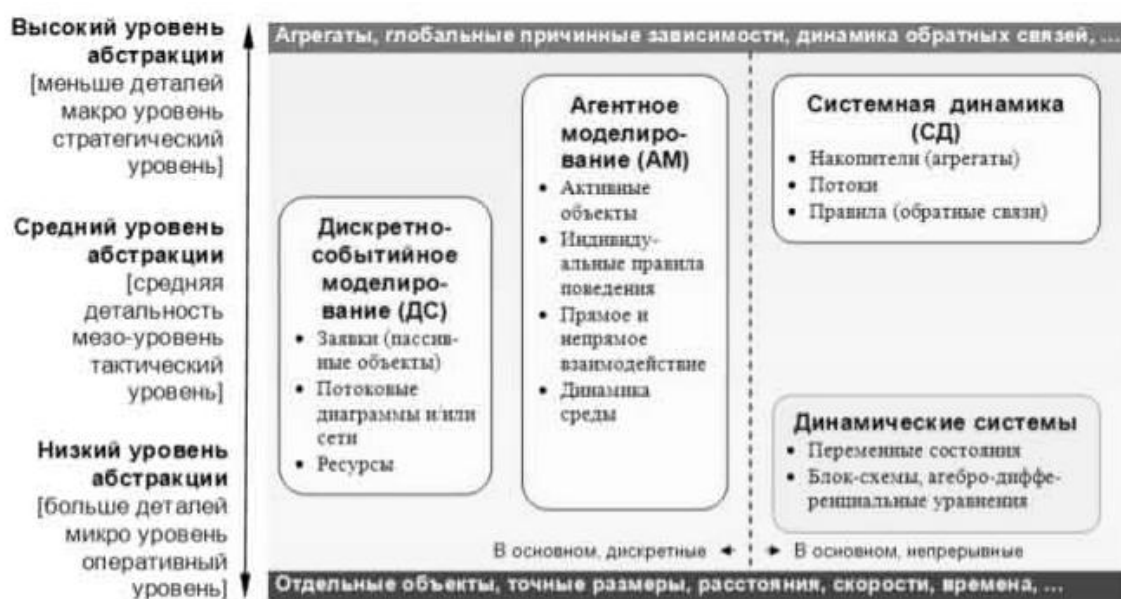 Высокий уровень
абстракции
[меньше деталей
макро уровень
стратегический
уровень]
Средний уровень
абстракции
[средняя
детальность
мезо-уровень
тактический
уровень]
Низкий уровень
абстракции
[больше деталей
микро уровень
оперативный
уровень]
Агрегаты, глобальные причинные зависимости, динамика обратных связей, ...
Дискретно-
событийное
моделиро-
вание (ДС)
• Заявки (пассив-
ные объекты)
• Потоковые
диаграммы и/или
сети
• Ресурсы
Агентное
моделиро-
вание (АМ)
• Активные
объекты
• Индивиду-
альные правила
поведения
• Прямое и
непрямое
взаимодействие
• Динамика
среды
Системная динамика
(СД)
• Накопители (агрегаты)
• Потоки
• Правила (обратные связи)
Динамические системы
• Переменные состояния
• Блок-схемы, агебро-диффе-
ренциальные уравнения
В основном, дискретные
В основном, непрерывные
Отдельные объекты, точные размеры, расстояния, скорости, времена, ...